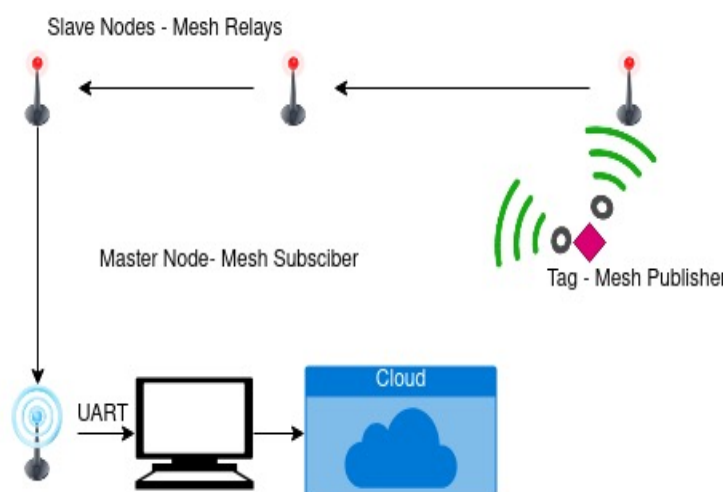 Slave Nodes - Mesh Relays
Master Node- Mesh Subsciber
Tag - Mesh Publisher
UART
Cloud